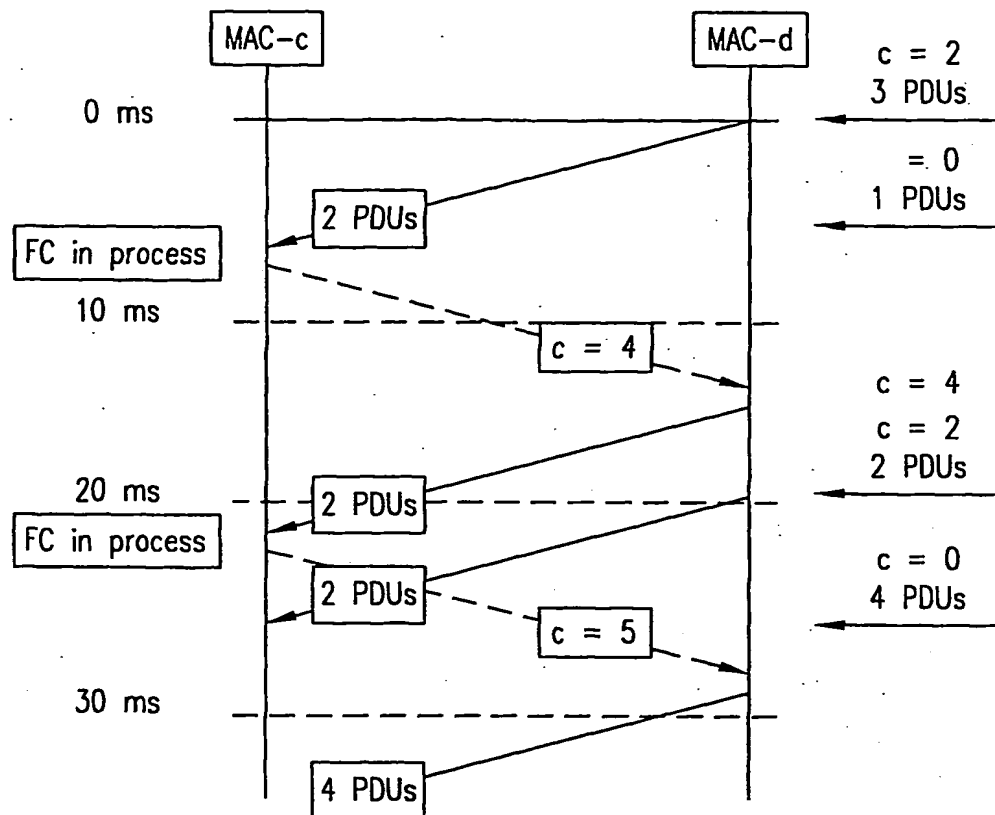 MAC-c
MAC-d
c = 2
3 PDUs
0 ms
= 0
1 PDUs
2 PDUs
FC in process
10 ms
c = 4
c = 4
c = 2
2 PDUs
20 ms
2 PDUs
FC in process
c = 0
4 PDUs
2 PDUs
c = 5
30 ms
4 PDUs